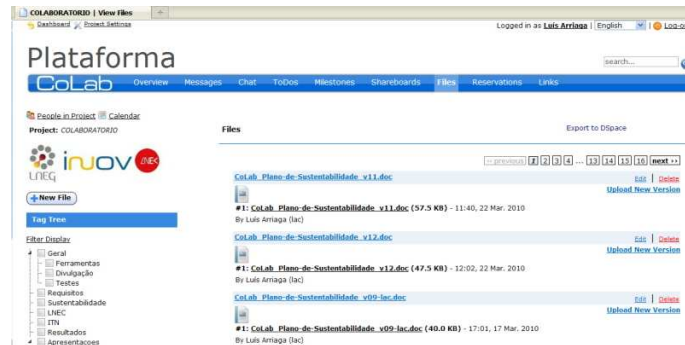 COLABORATORIO | View Files
Dashboard Project Settings
Logged in as Luis Arriaga | English | Log-o
Plataforma
search...
CoLab Overview Messages Chat ToDos Milestones Shareboards Files Reservations Links
People in Project Calendar
Project: COLABORATORIO
Files
Export to DSpace
LNEG inov LNEC
‹‹ previous 1 2 3 4 ... 13 14 15 16 next ››
New File
CoLab_Plano-de-Sustentabilidade_v11.doc
Edit | Delete
Upload New Version
#1: CoLab_Plano-de-Sustentabilidade_v11.doc (57.5 KB) - 11:40, 22 Mar. 2010
By Luis Arriaga (lac)
Tag Tree
Filter Display
CoLab_Plano-de-Sustentabilidade_v12.doc
Edit | Delete
Upload New Version
#1: CoLab_Plano-de-Sustentabilidade_v12.doc (47.5 KB) - 12:02, 22 Mar. 2010
By Luis Arriaga (lac)
Geral
Ferramentas
Divulgação
Testes
Requisitos
Sustentabilidade
LNEC
ITN
Resultados
Apresentacoes
CoLab_Plano-de-Sustentabilidade_v09-lac.doc
Edit | Delete
Upload New Version
#1: CoLab_Plano-de-Sustentabilidade_v09-lac.doc (40.0 KB) - 17:01, 17 Mar. 2010
By Luis Arriaga (lac)